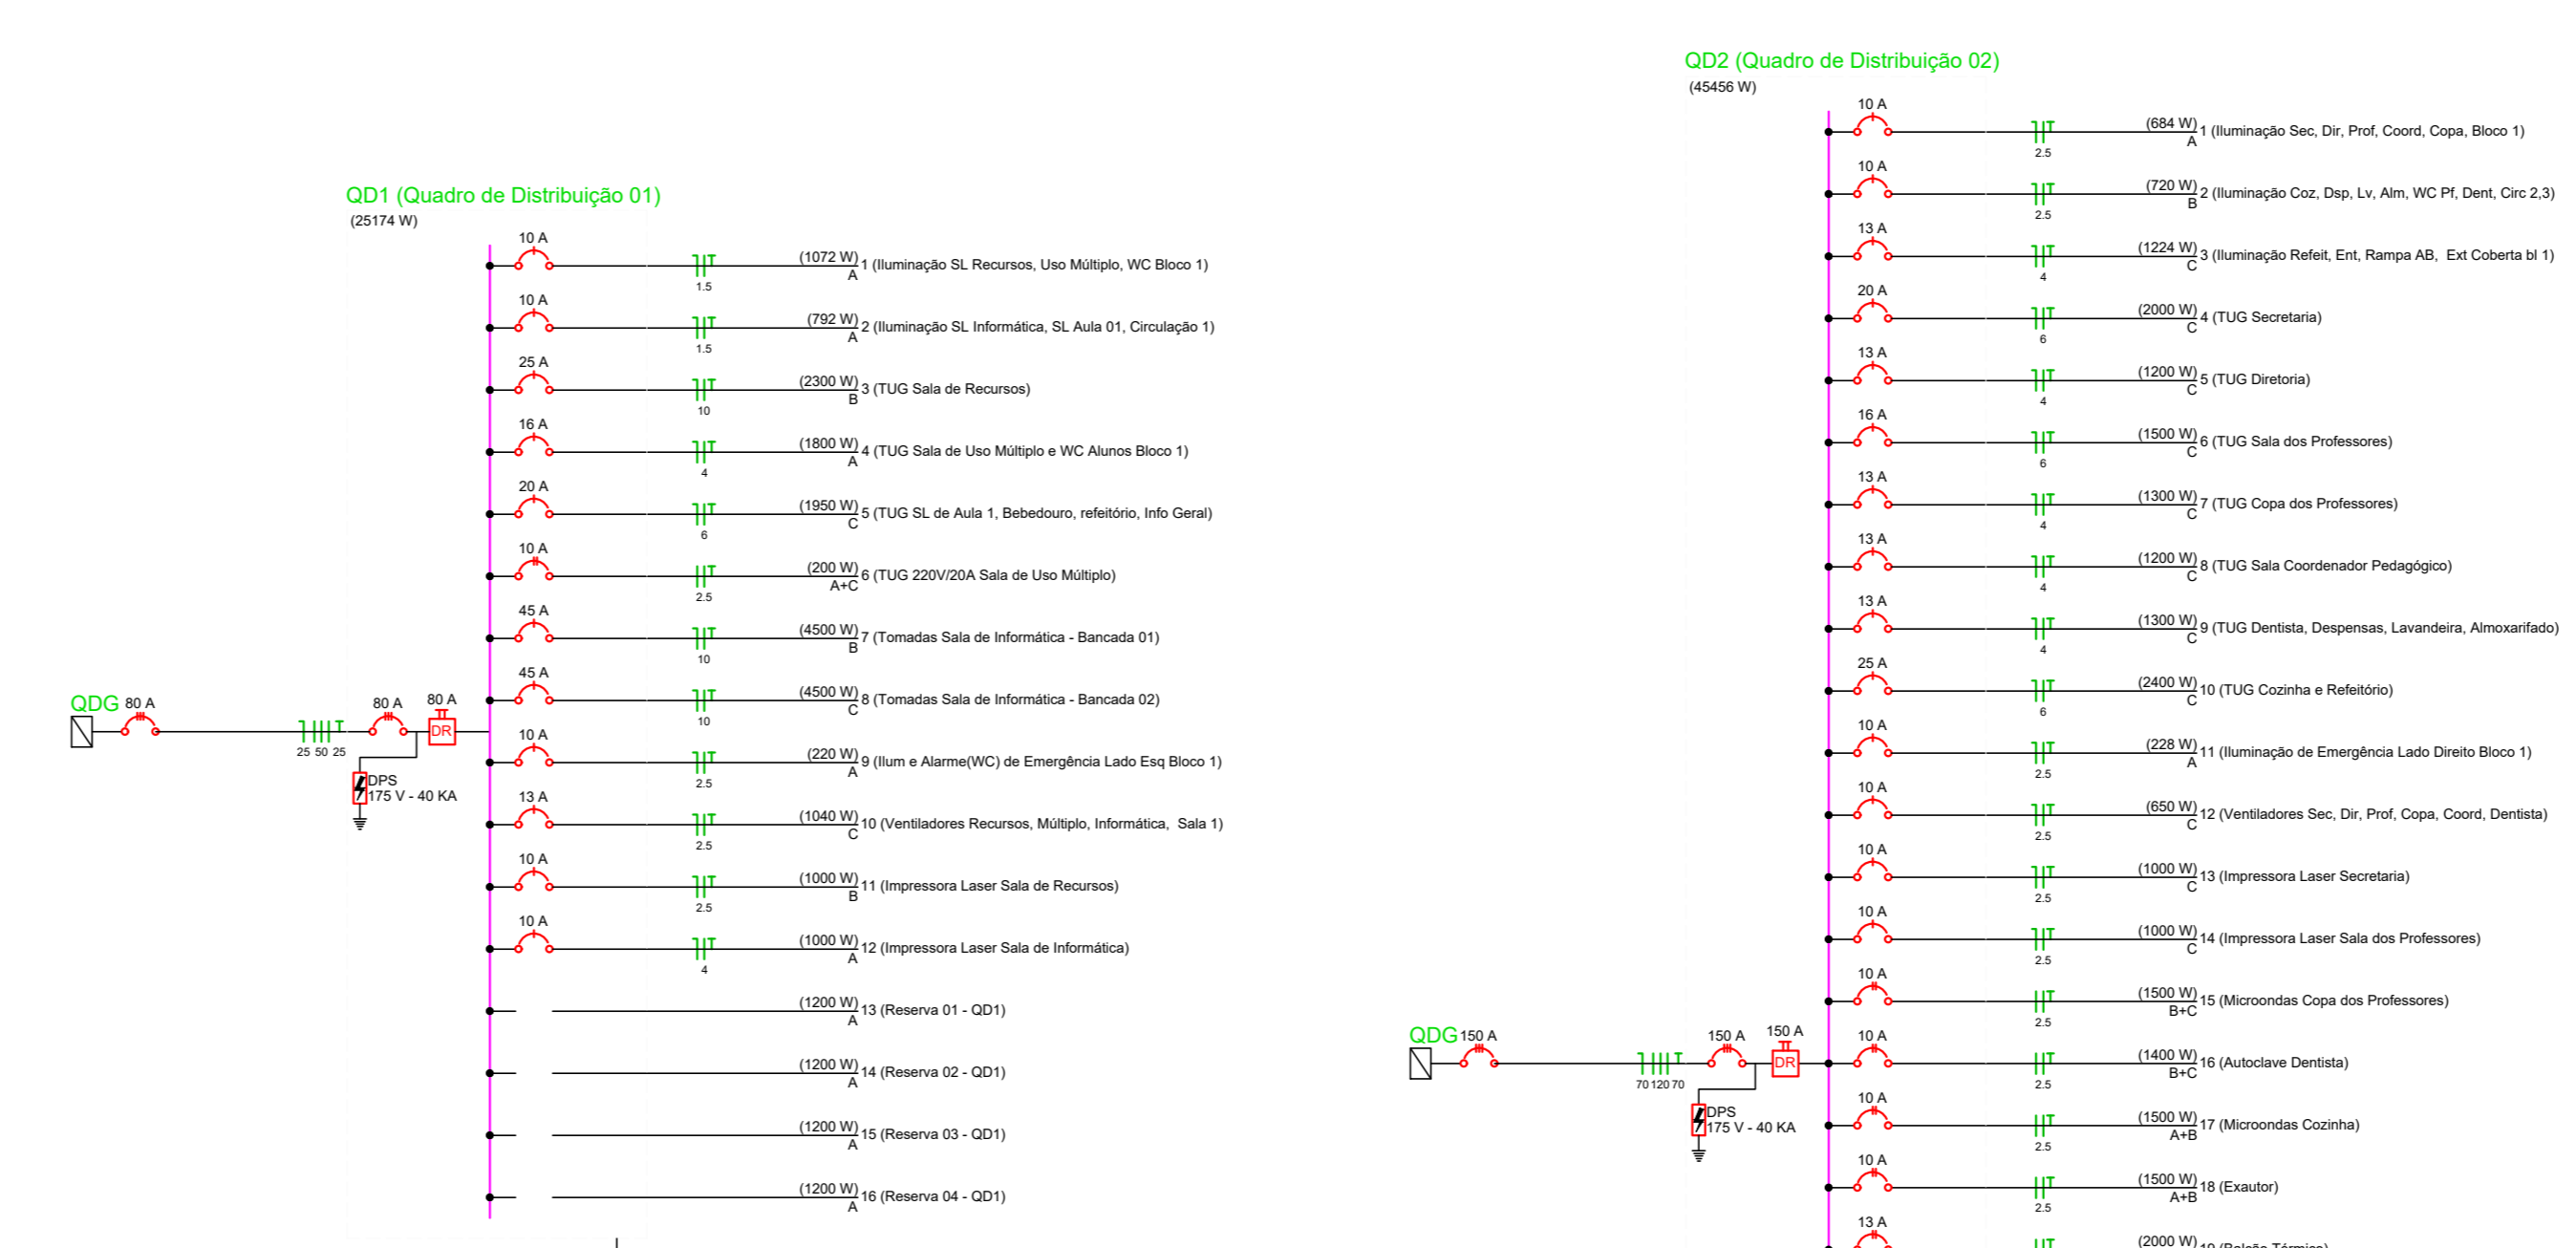 QD1 (Quadro de Distribuição 01)
(25174 W)
10 A
(1072 W) 1 (Iluminação SL Recursos, Uso Múltiplo, WC Bloco 1)
A
1.5
10 A
(792 W) 2 (Iluminação SL Informática, SL Aula 01, Circulação 1)
A
1.5
25 A
(2300 W) 3 (TUG Sala de Recursos)
B
10
16 A
(1800 W) 4 (TUG Sala de Uso Múltiplo e WC Alunos Bloco 1)
A
4
20 A
(1950 W) 5 (TUG SL de Aula 1, Bebedouro, refeitório, Info Geral)
C
6
10 A
(200 W) 6 (TUG 220V/20A Sala de Uso Múltiplo)
A+C
2.5
45 A
(4500 W) 7 (Tomadas Sala de Informática - Bancada 01)
B
10
45 A
(4500 W) 8 (Tomadas Sala de Informática - Bancada 02)
C
10
QDG 80 A
80 A
80 A
DR
25 50 25
DPS
175 V - 40 KA
10 A
(220 W) 9 (Ilum e Alarme(WC) de Emergência Lado Esq Bloco 1)
A
2.5
13 A
(1040 W) 10 (Ventiladores Recursos, Múltiplo, Informática, Sala 1)
C
2.5
10 A
(1000 W) 11 (Impressora Laser Sala de Recursos)
B
2.5
10 A
(1000 W) 12 (Impressora Laser Sala de Informática)
A
4
(1200 W) 13 (Reserva 01 - QD1)
A
(1200 W) 14 (Reserva 02 - QD1)
A
(1200 W) 15 (Reserva 03 - QD1)
A
(1200 W) 16 (Reserva 04 - QD1)
A
QD2 (Quadro de Distribuição 02)
(45456 W)
10 A
(684 W) 1 (Iluminação Sec, Dir, Prof, Coord, Copa, Bloco 1)
A
2.5
10 A
(720 W) 2 (Iluminação Coz, Dsp, Lv, Alm, WC Pf, Dent, Circ 2,3)
B
2.5
13 A
(1224 W) 3 (Iluminação Refeit, Ent, Rampa AB, Ext Coberta bl 1)
C
4
20 A
(2000 W) 4 (TUG Secretaria)
C
6
13 A
(1200 W) 5 (TUG Diretoria)
C
4
16 A
(1500 W) 6 (TUG Sala dos Professores)
C
6
13 A
(1300 W) 7 (TUG Copa dos Professores)
C
4
13 A
(1200 W) 8 (TUG Sala Coordenador Pedagógico)
C
4
13 A
(1300 W) 9 (TUG Dentista, Despensas, Lavandeira, Almoxarifado)
C
4
25 A
(2400 W) 10 (TUG Cozinha e Refeitório)
C
6
10 A
(228 W) 11 (Iluminação de Emergência Lado Direito Bloco 1)
A
2.5
10 A
(650 W) 12 (Ventiladores Sec, Dir, Prof, Copa, Coord, Dentista)
C
2.5
10 A
(1000 W) 13 (Impressora Laser Secretaria)
C
2.5
10 A
(1000 W) 14 (Impressora Laser Sala dos Professores)
C
2.5
10 A
(1500 W) 15 (Microondas Copa dos Professores)
B+C
2.5
QDG 150 A
150 A
150 A
DR
70 120 70
DPS
175 V - 40 KA
10 A
(1400 W) 16 (Autoclave Dentista)
B+C
2.5
10 A
(1500 W) 17 (Microondas Cozinha)
A+B
2.5
10 A
(1500 W) 18 (Exautor)
A+B
2.5
13 A
(2000 W) 19 (Balcão Térmico)